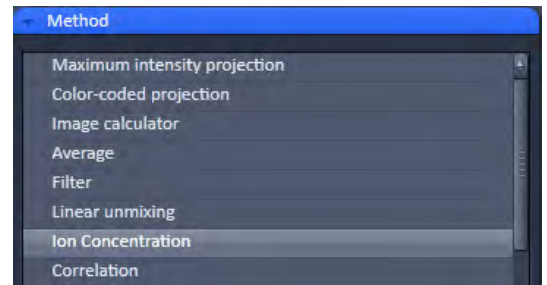 Method
Maximum intensity projection
Color-coded projection
Image calculator
Average
Filter
Linear unmixing
Ion Concentration
Correlation